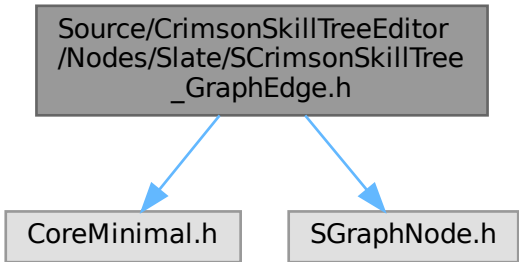 Source/CrimsonSkillTreeEditor
/Nodes/Slate/SCrimsonSkillTree
_GraphEdge.h
CoreMinimal.h
SGraphNode.h